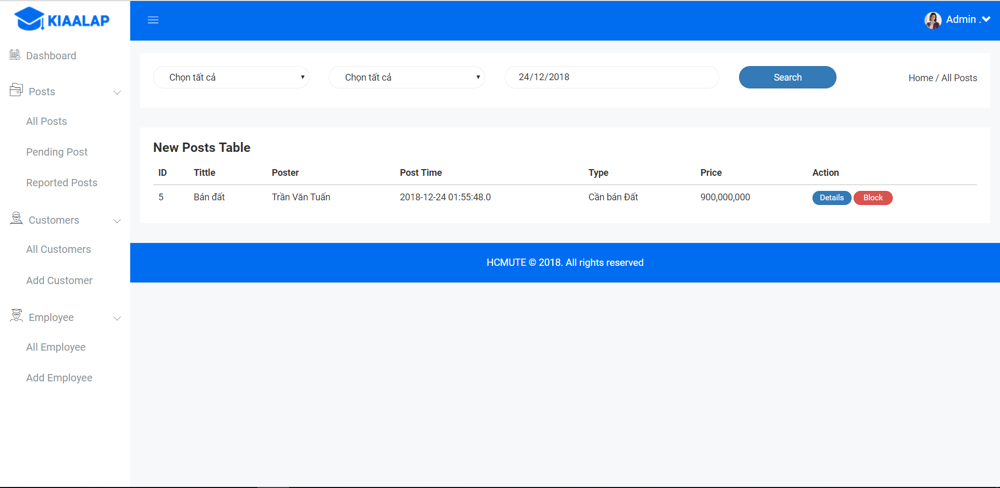 KIAALAP
Admin .
Dashboard
Posts
All Posts
Pending Post
Reported Posts
Customers
All Customers
Add Customer
Employee
All Employee
Add Employee
Chọn tất cả Chọn tất cả 24/12/2018 Search Home / All Posts
New Posts Table
ID Tittle Poster Post Time Type Price Action
5 Bán đất Trần Văn Tuấn 2018-12-24 01:55:48.0 Cần bán Đất 900,000,000 Details Block
HCMUTE © 2018. All rights reserved